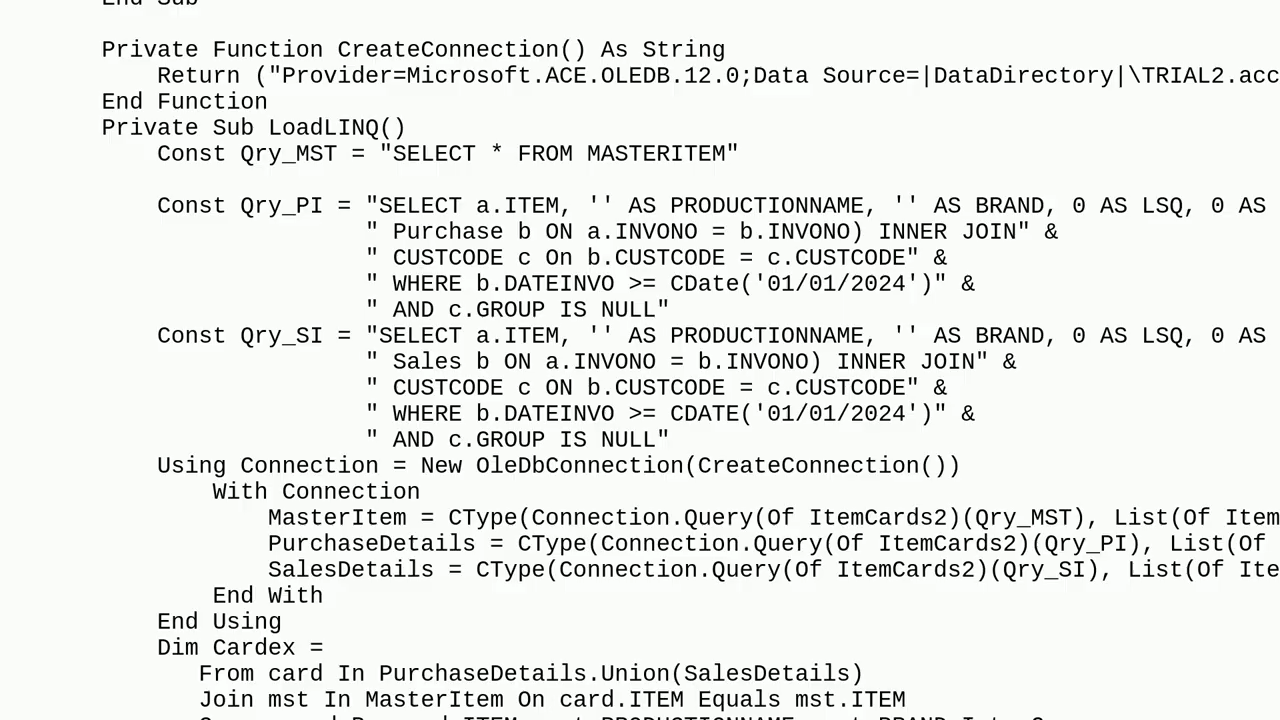 End Sub
Private Function CreateConnection() As String
Return ("Provider=Microsoft.ACE.OLEDB.12.0;Data Source=|DataDirectory|\TRIAL2.acc
End Function
Private Sub LoadLINQ()
Const Qry_MST = "SELECT * FROM MASTERITEM"
Const Qry_PI = "SELECT a.ITEM, '' AS PRODUCTIONNAME, '' AS BRAND, 0 AS LSQ, 0 AS
" Purchase b ON a.INVONO = b.INVONO) INNER JOIN" &
" CUSTCODE c On b.CUSTCODE = c.CUSTCODE" &
" WHERE b.DATEINVO >= CDate('01/01/2024')" &
" AND c.GROUP IS NULL"
Const Qry_SI = "SELECT a.ITEM, '' AS PRODUCTIONNAME, '' AS BRAND, 0 AS LSQ, 0 AS
" Sales b ON a.INVONO = b.INVONO) INNER JOIN" &
" CUSTCODE c ON b.CUSTCODE = c.CUSTCODE" &
" WHERE b.DATEINVO >= CDATE('01/01/2024')" &
" AND c.GROUP IS NULL"
Using Connection = New OleDbConnection(CreateConnection())
With Connection
MasterItem = CType(Connection.Query(Of ItemCards2)(Qry_MST), List(Of Item
PurchaseDetails = CType(Connection.Query(Of ItemCards2)(Qry_PI), List(Of
SalesDetails = CType(Connection.Query(Of ItemCards2)(Qry_SI), List(Of Ite
End With
End Using
Dim Cardex =
From card In PurchaseDetails.Union(SalesDetails)
Join mst In MasterItem On card.ITEM Equals mst.ITEM